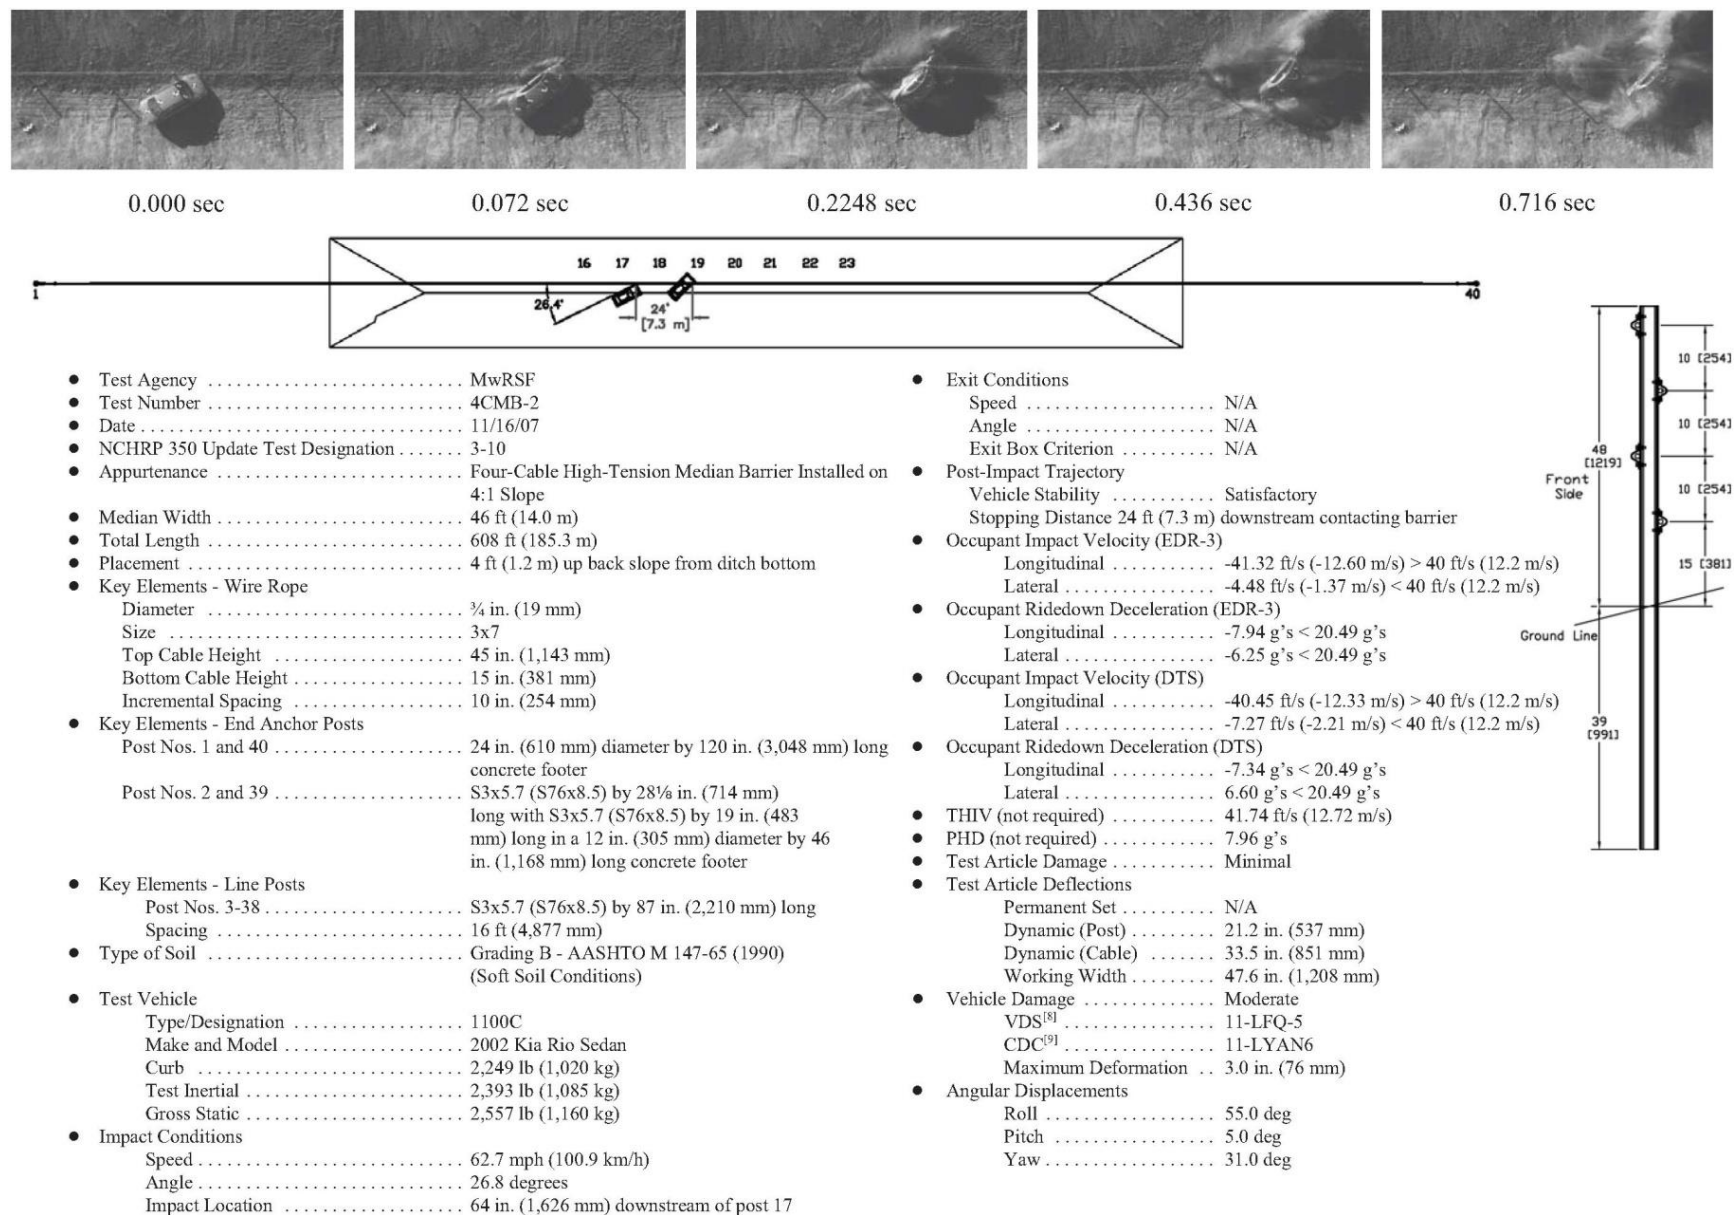 0.000 sec 0.072 sec 0.2248 sec 0.436 sec 0.716 sec
16 17 18 19 20 21 22 23
1
26.4°
24'
[7.3 m]
40
● Test Agency . . . . . . . . . . . . . . . . . . . . . . . . . . MwRSF
● Test Number . . . . . . . . . . . . . . . . . . . . . . . . . 4CMB-2
● Date . . . . . . . . . . . . . . . . . . . . . . . . . . . . . . . . 11/16/07
● NCHRP 350 Update Test Designation . . . . . . . 3-10
● Appurtenance . . . . . . . . . . . . . . . . . . . . . . . . . Four-Cable High-Tension Median Barrier Installed on
4:1 Slope
● Median Width . . . . . . . . . . . . . . . . . . . . . . . . . 46 ft (14.0 m)
● Total Length . . . . . . . . . . . . . . . . . . . . . . . . . . 608 ft (185.3 m)
● Placement . . . . . . . . . . . . . . . . . . . . . . . . . . . . 4 ft (1.2 m) up back slope from ditch bottom
● Key Elements - Wire Rope
Diameter . . . . . . . . . . . . . . . . . . . . . . . . . . ¾ in. (19 mm)
Size . . . . . . . . . . . . . . . . . . . . . . . . . . . . . . 3x7
Top Cable Height . . . . . . . . . . . . . . . . . . . 45 in. (1,143 mm)
Bottom Cable Height . . . . . . . . . . . . . . . . . 15 in. (381 mm)
Incremental Spacing . . . . . . . . . . . . . . . . . 10 in. (254 mm)
● Key Elements - End Anchor Posts
Post Nos. 1 and 40 . . . . . . . . . . . . . . . . . . . 24 in. (610 mm) diameter by 120 in. (3,048 mm) long
concrete footer
Post Nos. 2 and 39 . . . . . . . . . . . . . . . . . . . S3x5.7 (S76x8.5) by 28⅛ in. (714 mm)
long with S3x5.7 (S76x8.5) by 19 in. (483
mm) long in a 12 in. (305 mm) diameter by 46
in. (1,168 mm) long concrete footer
● Key Elements - Line Posts
Post Nos. 3-38 . . . . . . . . . . . . . . . . . . . . S3x5.7 (S76x8.5) by 87 in. (2,210 mm) long
Spacing . . . . . . . . . . . . . . . . . . . . . . . . . 16 ft (4,877 mm)
● Type of Soil . . . . . . . . . . . . . . . . . . . . . . . . . . Grading B - AASHTO M 147-65 (1990)
(Soft Soil Conditions)
● Test Vehicle
Type/Designation . . . . . . . . . . . . . . . . . 1100C
Make and Model . . . . . . . . . . . . . . . . . . 2002 Kia Rio Sedan
Curb . . . . . . . . . . . . . . . . . . . . . . . . . . . 2,249 lb (1,020 kg)
Test Inertial . . . . . . . . . . . . . . . . . . . . . . 2,393 lb (1,085 kg)
Gross Static . . . . . . . . . . . . . . . . . . . . . . 2,557 lb (1,160 kg)
● Impact Conditions
Speed . . . . . . . . . . . . . . . . . . . . . . . . . . . 62.7 mph (100.9 km/h)
Angle . . . . . . . . . . . . . . . . . . . . . . . . . . . 26.8 degrees
Impact Location . . . . . . . . . . . . . . . . . . 64 in. (1,626 mm) downstream of post 17
● Exit Conditions
Speed . . . . . . . . . . . . . . . . . . . N/A
Angle . . . . . . . . . . . . . . . . . . . N/A
Exit Box Criterion . . . . . . . . . . N/A
● Post-Impact Trajectory
Vehicle Stability . . . . . . . . . . . Satisfactory
Stopping Distance 24 ft (7.3 m) downstream contacting barrier
● Occupant Impact Velocity (EDR-3)
Longitudinal . . . . . . . . . . . -41.32 ft/s (-12.60 m/s) > 40 ft/s (12.2 m/s)
Lateral . . . . . . . . . . . . . . . . -4.48 ft/s (-1.37 m/s) < 40 ft/s (12.2 m/s)
● Occupant Ridedown Deceleration (EDR-3)
Longitudinal . . . . . . . . . . . -7.94 g's < 20.49 g's
Lateral . . . . . . . . . . . . . . . . -6.25 g's < 20.49 g's
● Occupant Impact Velocity (DTS)
Longitudinal . . . . . . . . . . . -40.45 ft/s (-12.33 m/s) > 40 ft/s (12.2 m/s)
Lateral . . . . . . . . . . . . . . . . -7.27 ft/s (-2.21 m/s) < 40 ft/s (12.2 m/s)
● Occupant Ridedown Deceleration (DTS)
Longitudinal . . . . . . . . . . . -7.34 g's < 20.49 g's
Lateral . . . . . . . . . . . . . . . . 6.60 g's < 20.49 g's
● THIV (not required) . . . . . . . . . . . 41.74 ft/s (12.72 m/s)
● PHD (not required) . . . . . . . . . . . . 7.96 g's
● Test Article Damage . . . . . . . . . . . Minimal
● Test Article Deflections
Permanent Set . . . . . . . . . . N/A
Dynamic (Post) . . . . . . . . . 21.2 in. (537 mm)
Dynamic (Cable) . . . . . . . 33.5 in. (851 mm)
Working Width . . . . . . . . . 47.6 in. (1,208 mm)
● Vehicle Damage . . . . . . . . . . . . . . Moderate
VDS[8] . . . . . . . . . . . . . . . . 11-LFQ-5
CDC[9] . . . . . . . . . . . . . . . . 11-LYAN6
Maximum Deformation . . 3.0 in. (76 mm)
● Angular Displacements
Roll . . . . . . . . . . . . . . . . . . 55.0 deg
Pitch . . . . . . . . . . . . . . . . . 5.0 deg
Yaw . . . . . . . . . . . . . . . . . . 31.0 deg
10 [254]
10 [254]
48
[1219]
Front
Side
10 [254]
15 [381]
Ground Line
39
[991]